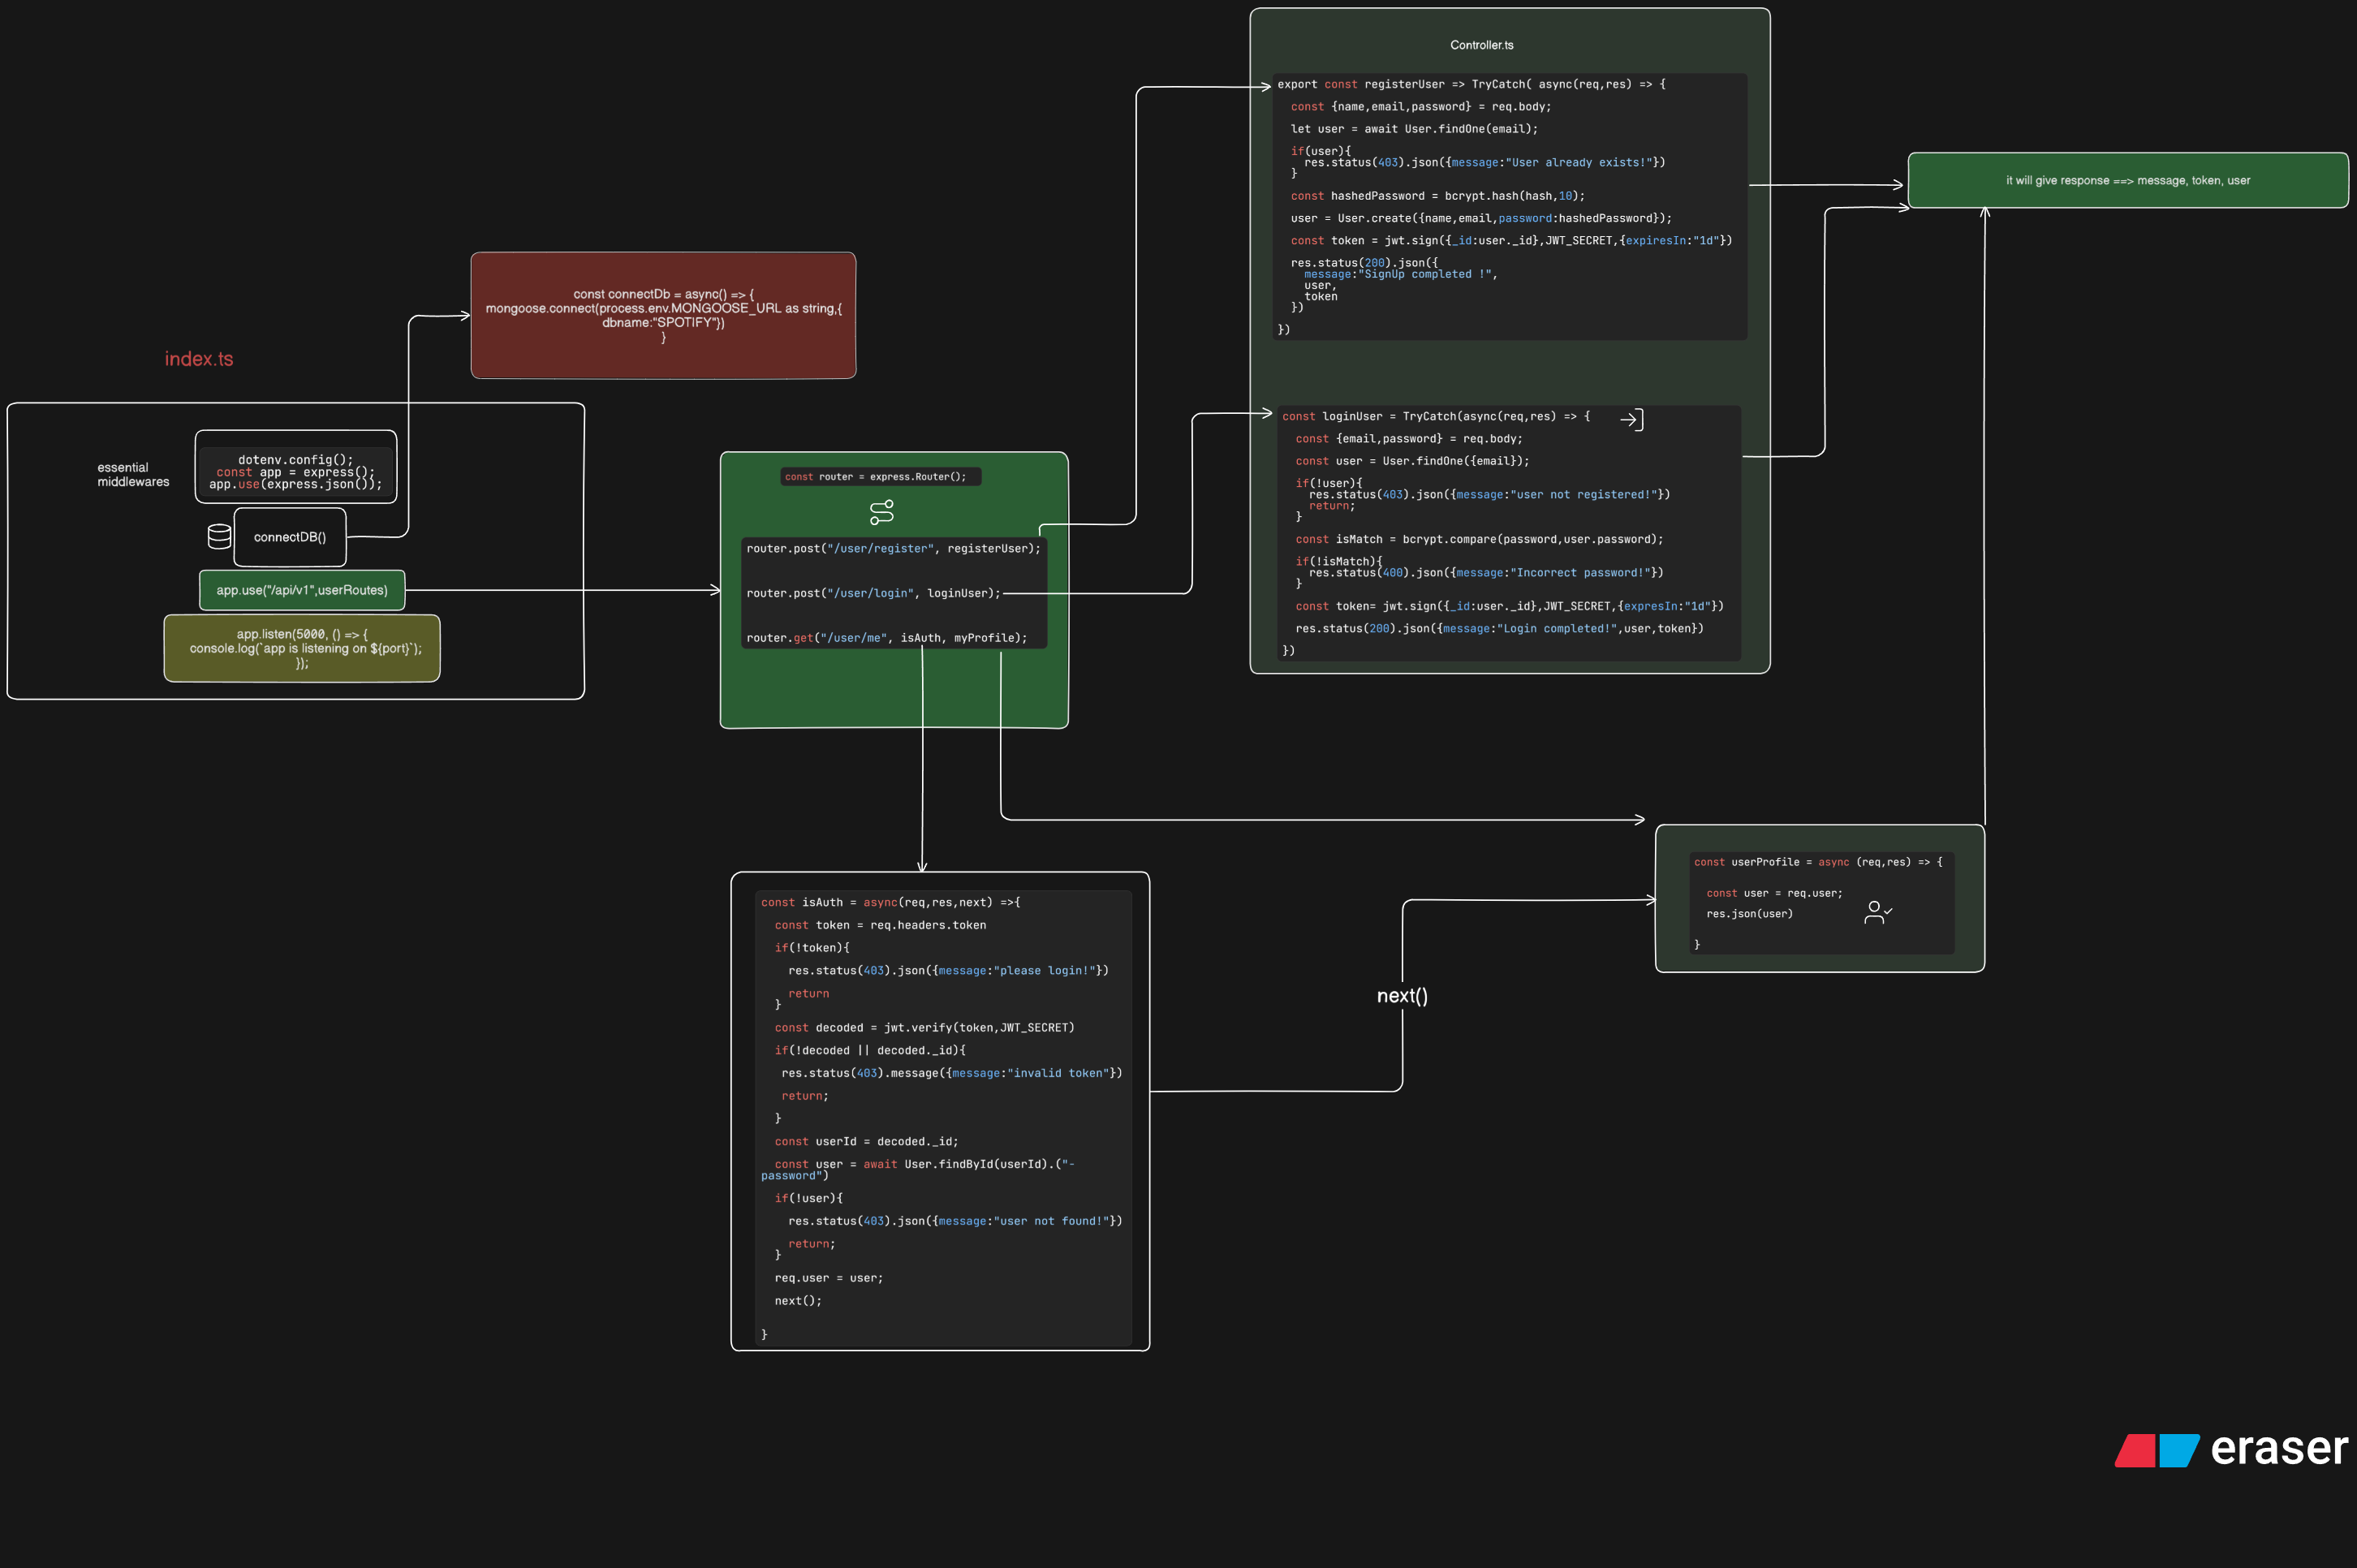 index.ts
essential
middlewares
dotenv.config();
const app = express();
app.use(express.json());
connectDB()
app.use("/api/v1",userRoutes)
app.listen(5000, () => {
console.log(`app is listening on ${port}`);
});
const connectDb = async() => {
mongoose.connect(process.env.MONGOOSE_URL as string,{
dbname:"SPOTIFY"})
}
const router = express.Router();
router.post("/user/register", registerUser);
router.post("/user/login", loginUser);
router.get("/user/me", isAuth, myProfile);
Controller.ts
export const registerUser => TryCatch( async(req,res) => {
const {name,email,password} = req.body;
let user = await User.findOne(email);
if(user){
res.status(403).json({message:"User already exists!"})
}
const hashedPassword = bcrypt.hash(hash,10);
user = User.create({name,email,password:hashedPassword});
const token = jwt.sign({_id:user._id},JWT_SECRET,{expiresIn:"1d"})
res.status(200).json({
message:"SignUp completed !",
user,
token
})
})
const loginUser = TryCatch(async(req,res) => {
const {email,password} = req.body;
const user = User.findOne({email});
if(!user){
res.status(403).json({message:"user not registered!"})
return;
}
const isMatch = bcrypt.compare(password,user.password);
if(!isMatch){
res.status(400).json({message:"Incorrect password!"})
}
const token= jwt.sign({_id:user._id},JWT_SECRET,{expresIn:"1d"})
res.status(200).json({message:"Login completed!",user,token})
})
it will give response ==> message, token, user
const isAuth = async(req,res,next) =>{
const token = req.headers.token
if(!token){
res.status(403).json({message:"please login!"})
return
}
const decoded = jwt.verify(token,JWT_SECRET)
if(!decoded || decoded._id){
res.status(403).message({message:"invalid token"})
return;
}
const userId = decoded._id;
const user = await User.findById(userId).("-
password")
if(!user){
res.status(403).json({message:"user not found!"})
return;
}
req.user = user;
next();
}
next()
const userProfile = async (req,res) => {
const user = req.user;
res.json(user)
}
eraser